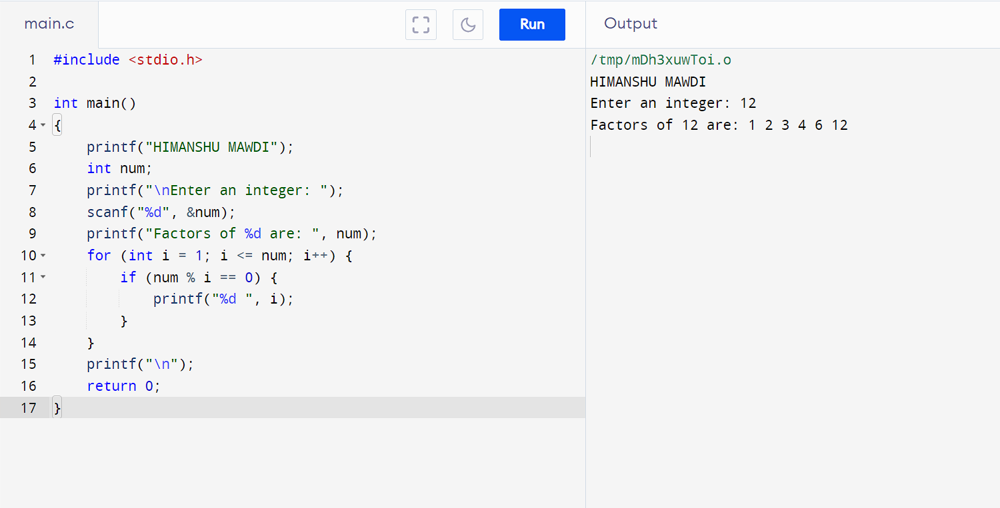 main.c
Run
Output
1 #include <stdio.h>
2
3 int main()
4 {
5     printf("HIMANSHU MAWDI");
6     int num;
7     printf("\nEnter an integer: ");
8     scanf("%d", &num);
9     printf("Factors of %d are: ", num);
10     for (int i = 1; i <= num; i++) {
11         if (num % i == 0) {
12             printf("%d ", i);
13         }
14     }
15     printf("\n");
16     return 0;
17 }
/tmp/mDh3xuwToi.o
HIMANSHU MAWDI
Enter an integer: 12
Factors of 12 are: 1 2 3 4 6 12